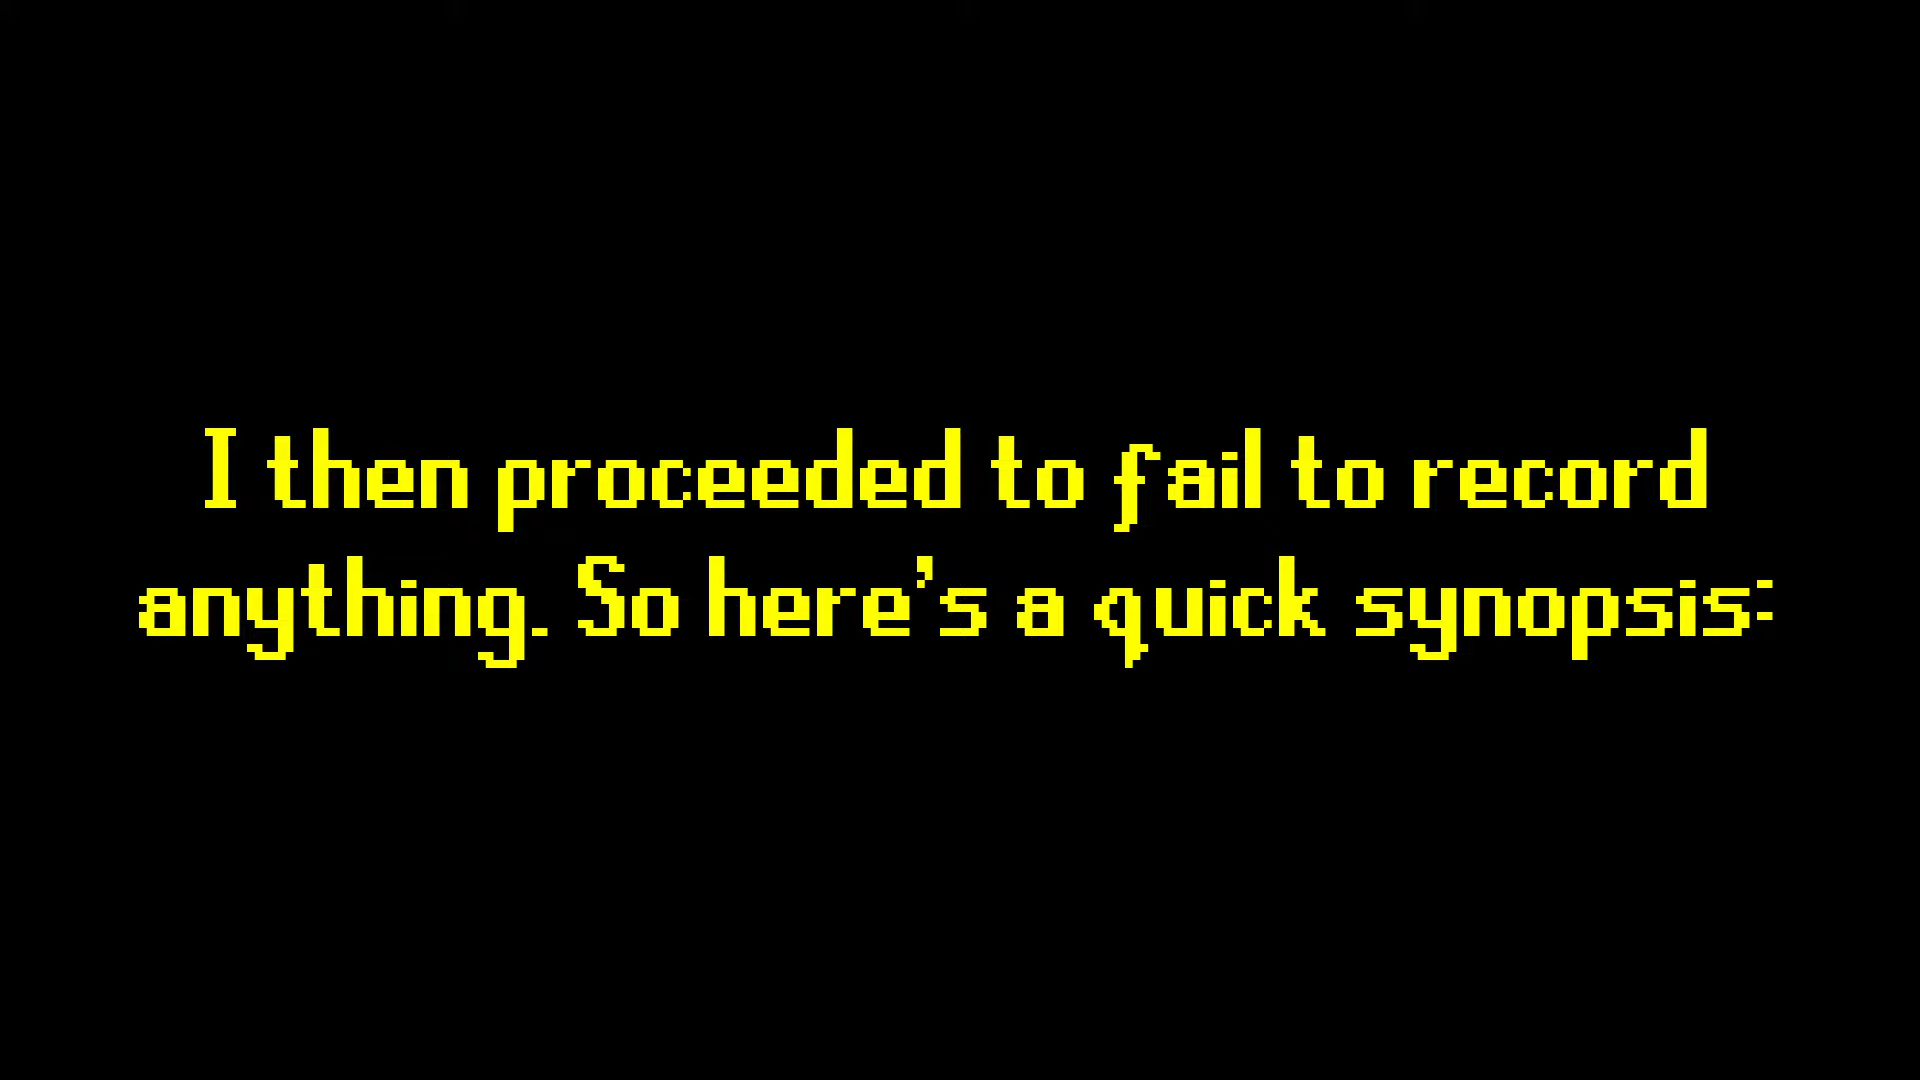 I then proceeded to fail to record
anything. So here's a quick synopsis: